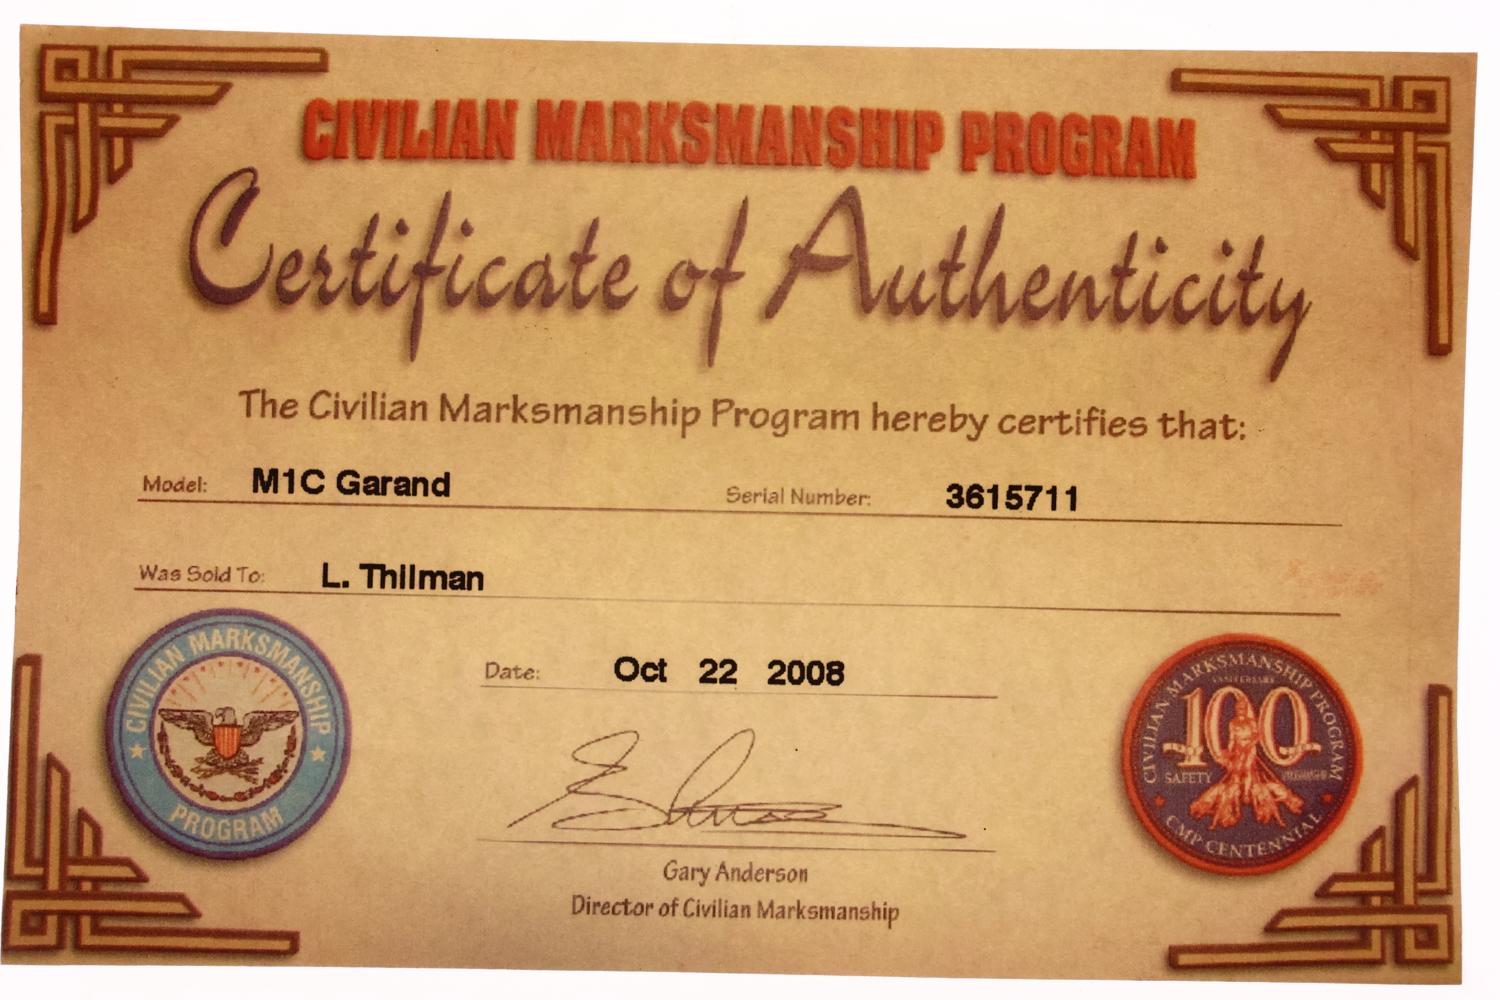 CIVILIAN MARKSMANSHIP PROGRAM
Certificate of Authenticity
The Civilian Marksmanship Program hereby certifies that:
Model: M1C Garand Serial Number: 3615711
Was Sold To: L. Thilman
CIVILIAN MARKSMANSHIP PROGRAM
Date: Oct 22 2008
CIVILIAN MARKSMANSHIP PROGRAM
ANNIVERSARY
100
SAFETY
CMP CENTENNIAL
Gary Anderson
Director of Civilian Marksmanship